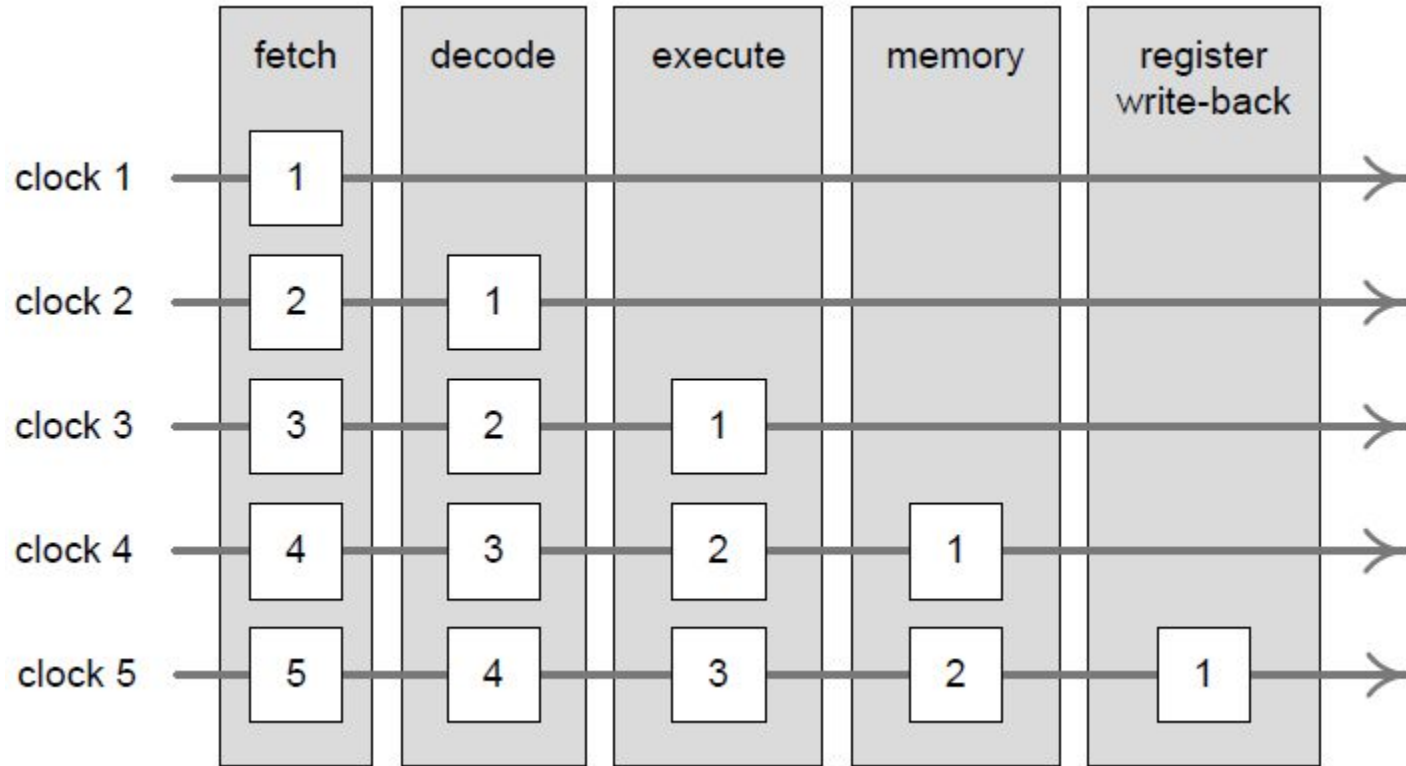 fetch decode execute memory register
write-back
clock 1 1
clock 2 2 1
clock 3 3 2 1
clock 4 4 3 2 1
clock 5 5 4 3 2 1